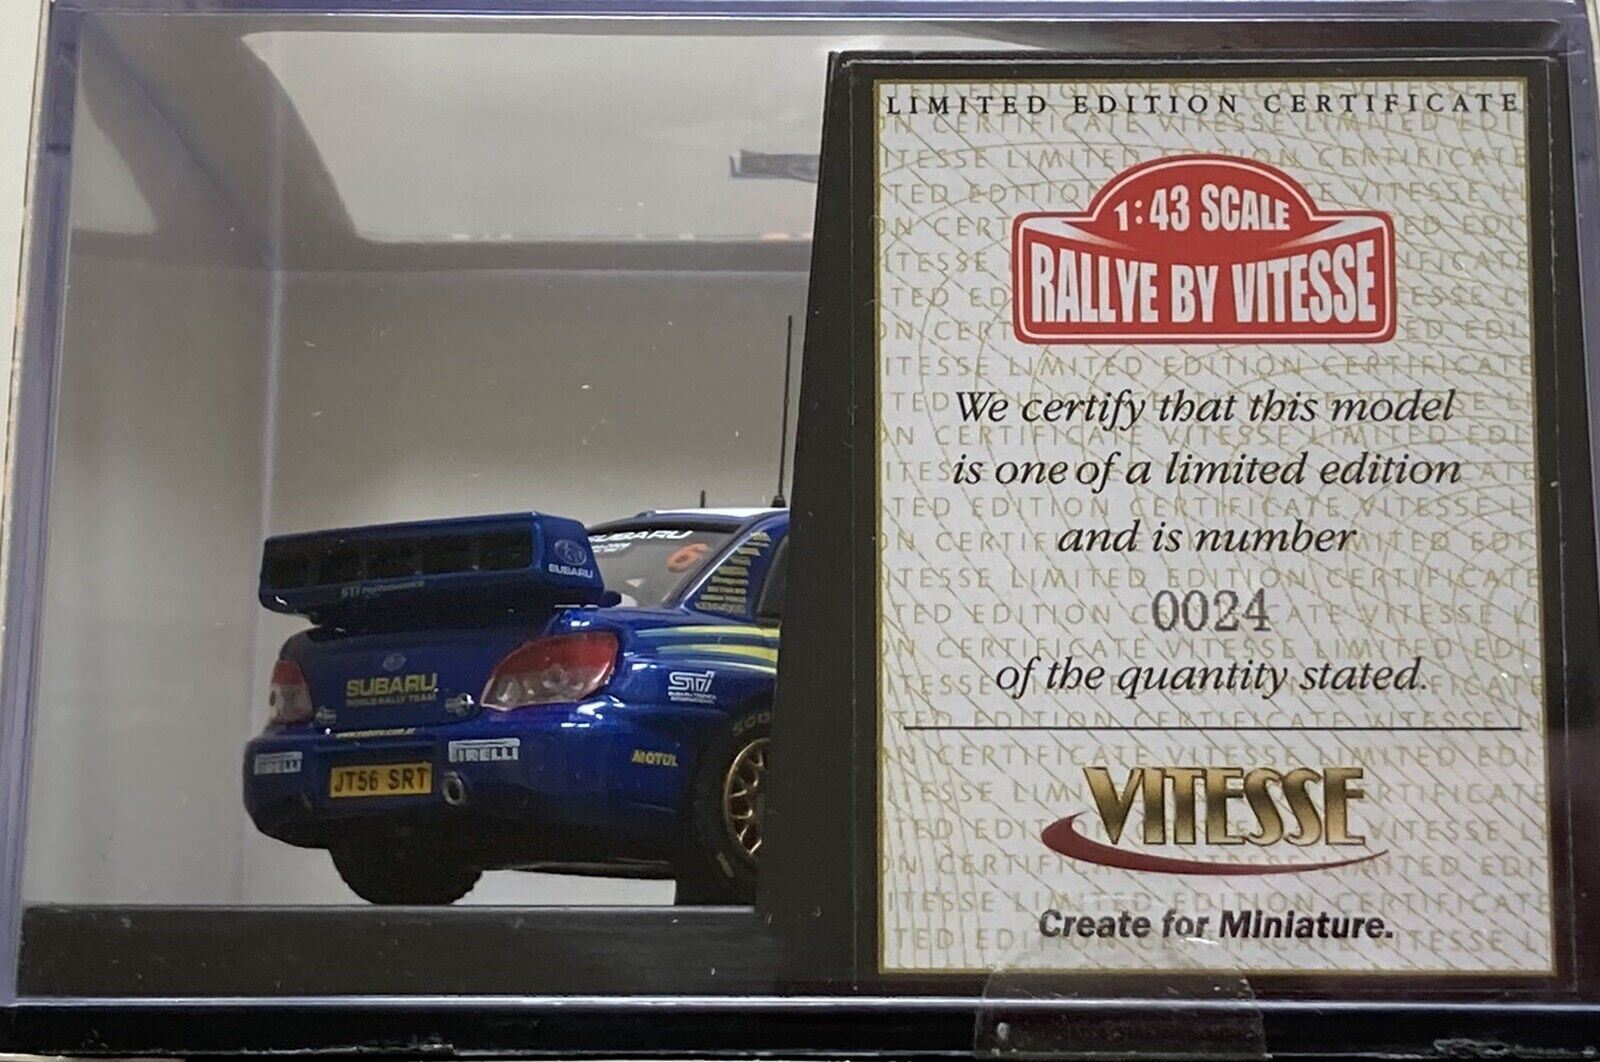 LIMITED EDITION CERTIFICATE
1:43 SCALE
RALLYE BY VITESSE
We certify that this model
is one of a limited edition
and is number
0024
of the quantity stated.
VITESSE
Create for Miniature.
SUBARU
6
SUBARU
STI
SUBARU
WORLD RALLY TEAM
STI
PIRELLI
PIRELLI
MOTUL
JT56 SRT